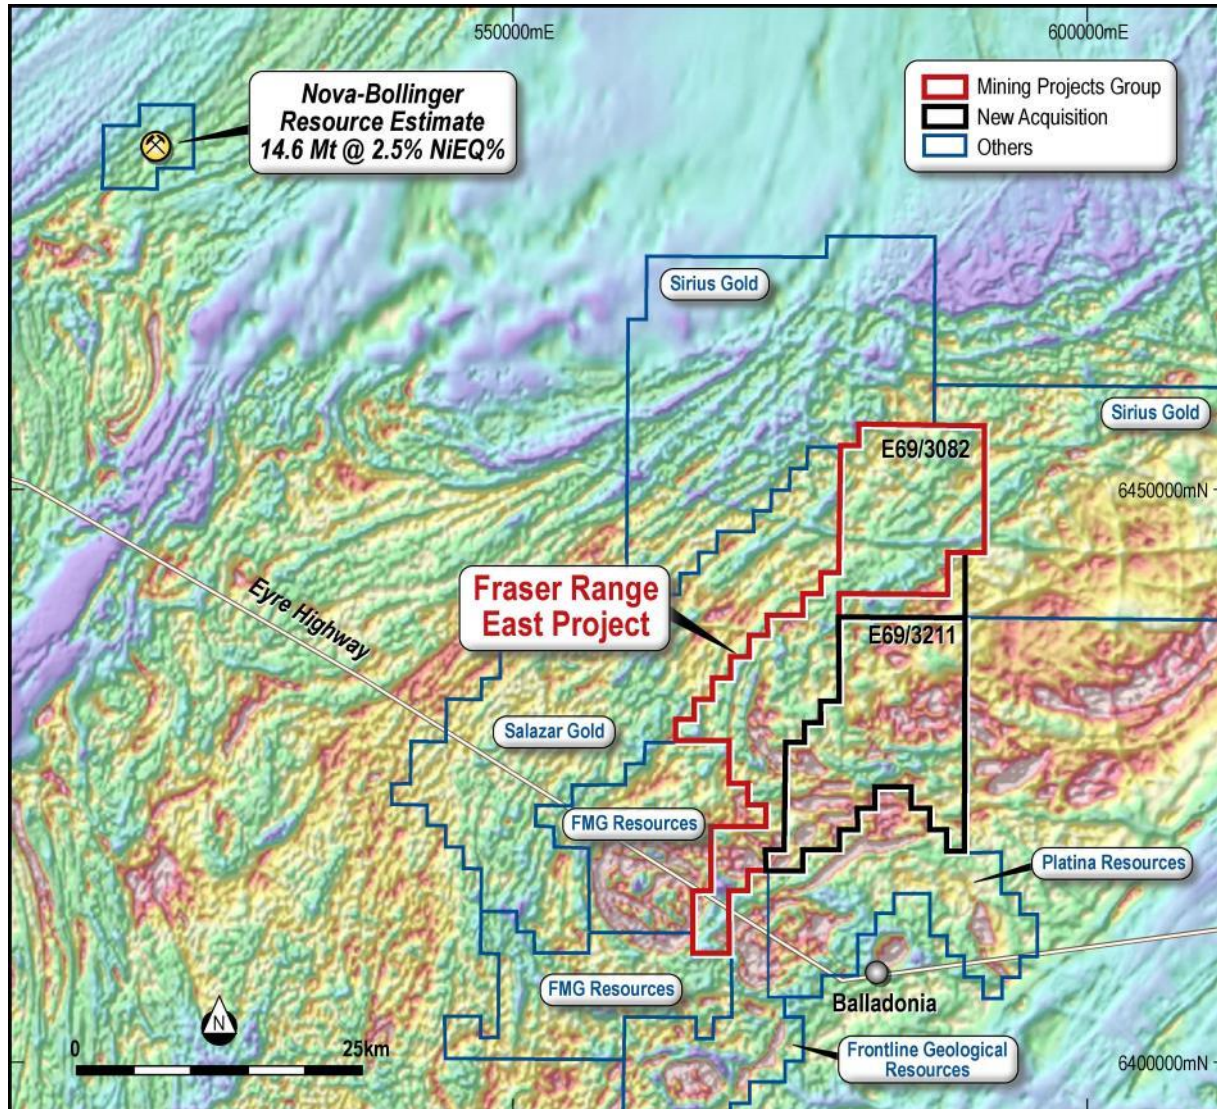 550000mE
600000mE
Nova-Bollinger
Resource Estimate
14.6 Mt @ 2.5% NiEQ%
Mining Projects Group
New Acquisition
Others
Sirius Gold
Sirius Gold
E69/3082
6450000mN
Eyre Highway
Fraser Range
East Project
E69/3211
Salazar Gold
FMG Resources
Platina Resources
FMG Resources
Balladonia
N
0
25km
Frontline Geological
Resources
6400000mN